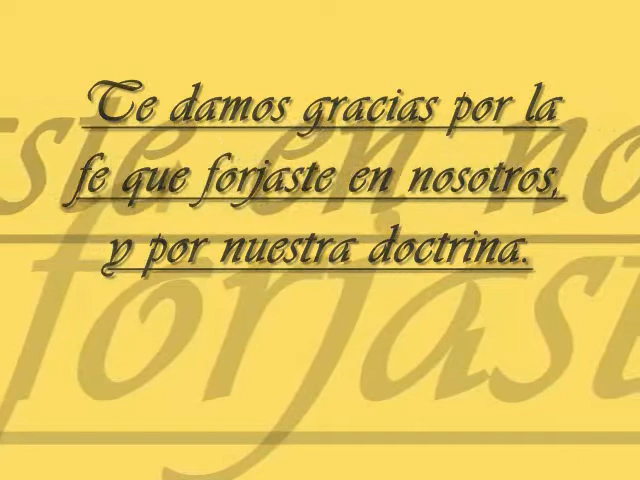 Te damos gracias por la
fe que forjaste en nosotros,
y por nuestra doctrina.